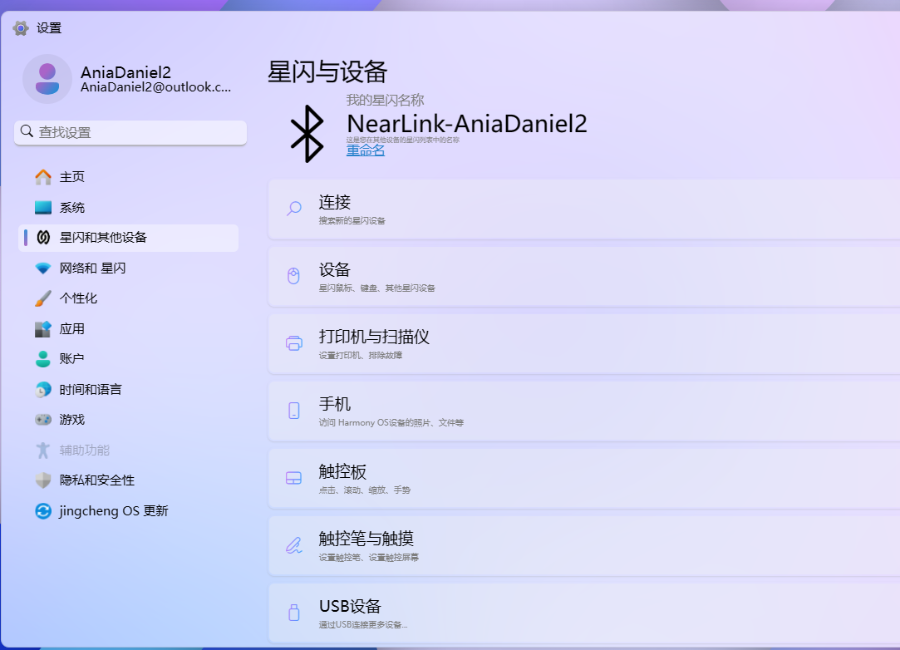 设置
AniaDaniel2
AniaDaniel2@outlook.c...
查找设置
主页
系统
星闪和其他设备
网络和 星闪
个性化
应用
账户
时间和语言
游戏
辅助功能
隐私和安全性
jingcheng OS 更新
星闪与设备
我的星闪名称
NearLink-AniaDaniel2
这是您在其他设备的星闪列表中的名称
重命名
连接
搜索新的星闪设备
设备
星闪鼠标、键盘、其他星闪设备
打印机与扫描仪
设置打印机、排除故障
手机
访问 Harmony OS设备的照片、文件等
触控板
点击、滚动、缩放、手势
触控笔与触摸
设置触控笔、设置触控屏幕
USB设备
通过USB连接更多设备...